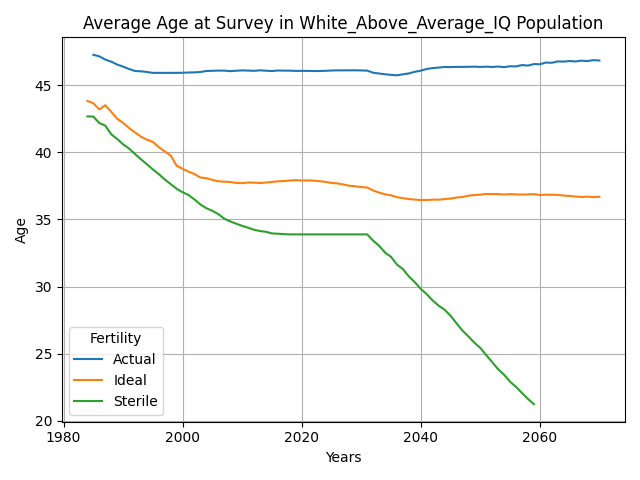 Average Age at Survey in White_Above_Average_IQ Population
Age
45
40
35
30
25
20
Fertility
Actual
Ideal
Sterile
1980
2000
2020
2040
2060
Years